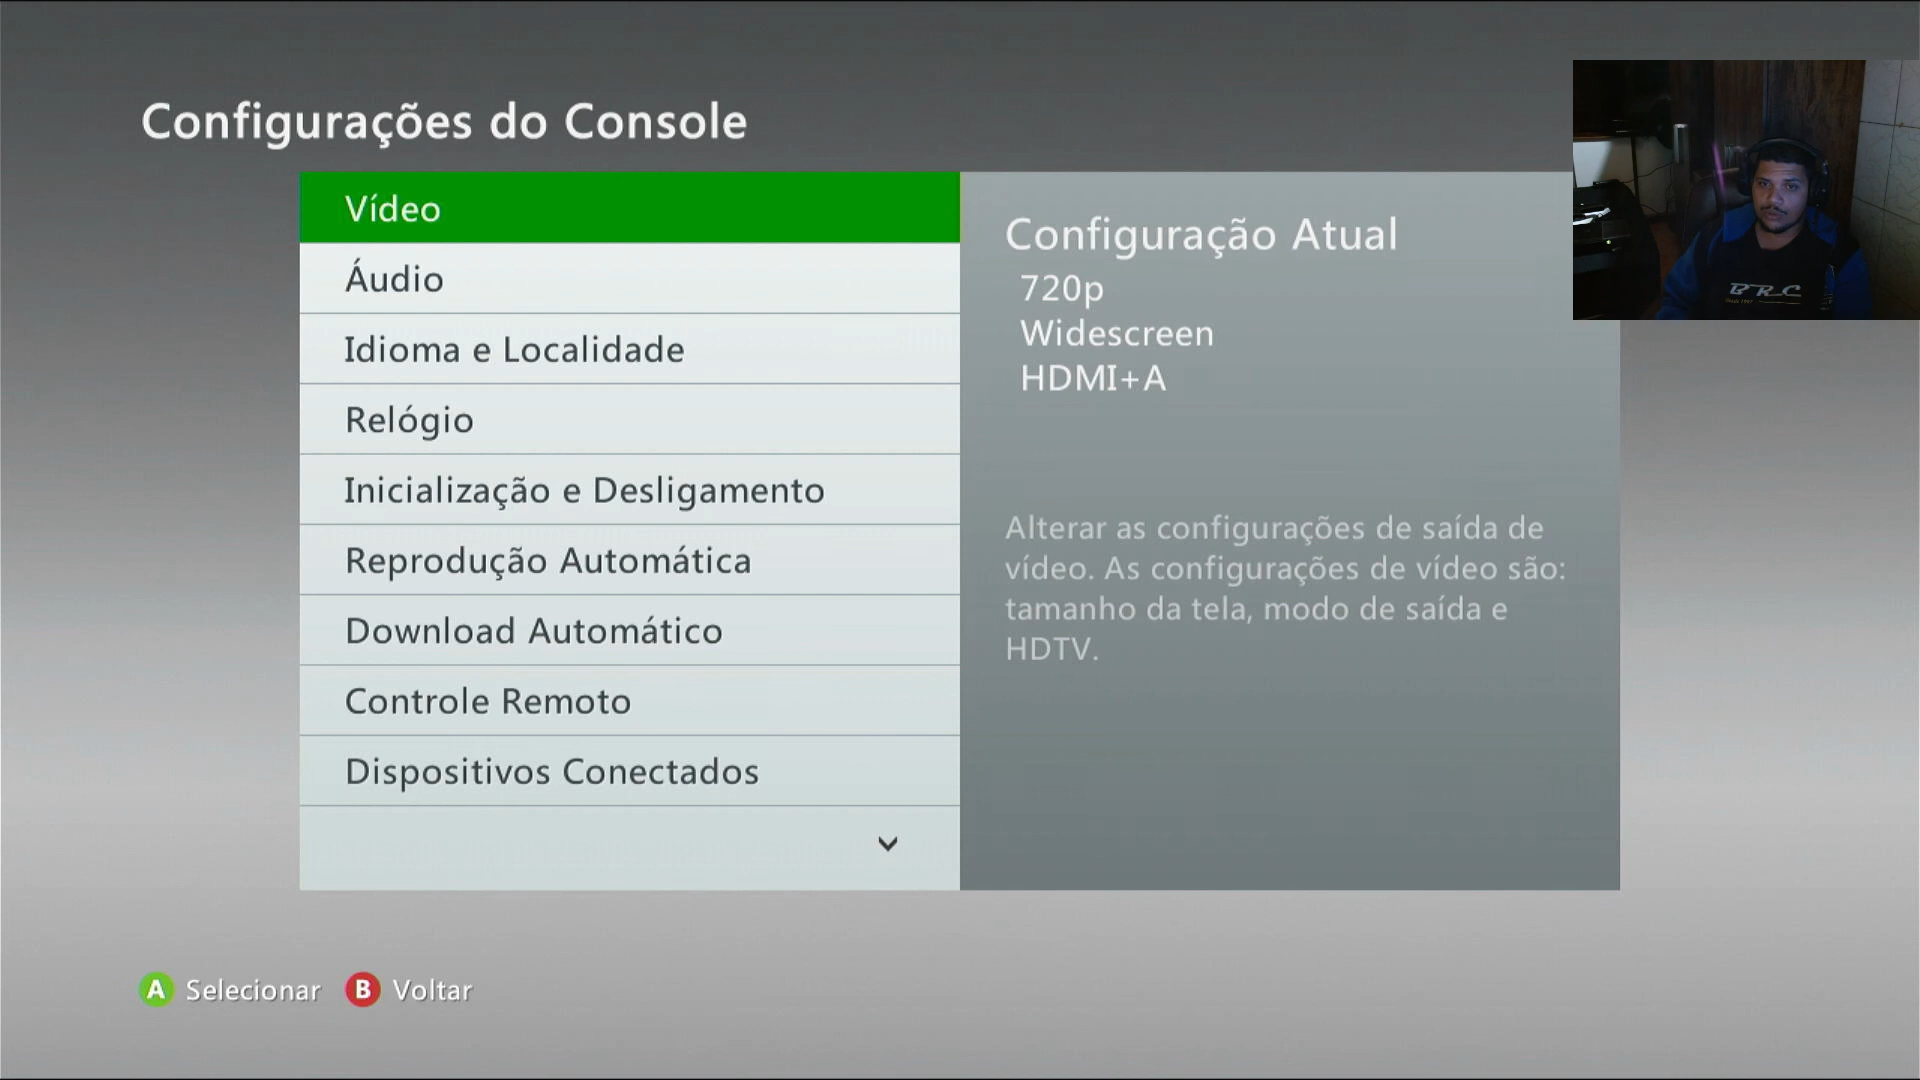 Configurações do Console
Vídeo
Áudio
Idioma e Localidade
Relógio
Inicialização e Desligamento
Reprodução Automática
Download Automático
Controle Remoto
Dispositivos Conectados
Configuração Atual
720p
Widescreen
HDMI+A
Alterar as configurações de saída de
vídeo. As configurações de vídeo são:
tamanho da tela, modo de saída e
HDTV.
BRC
A Selecionar B Voltar